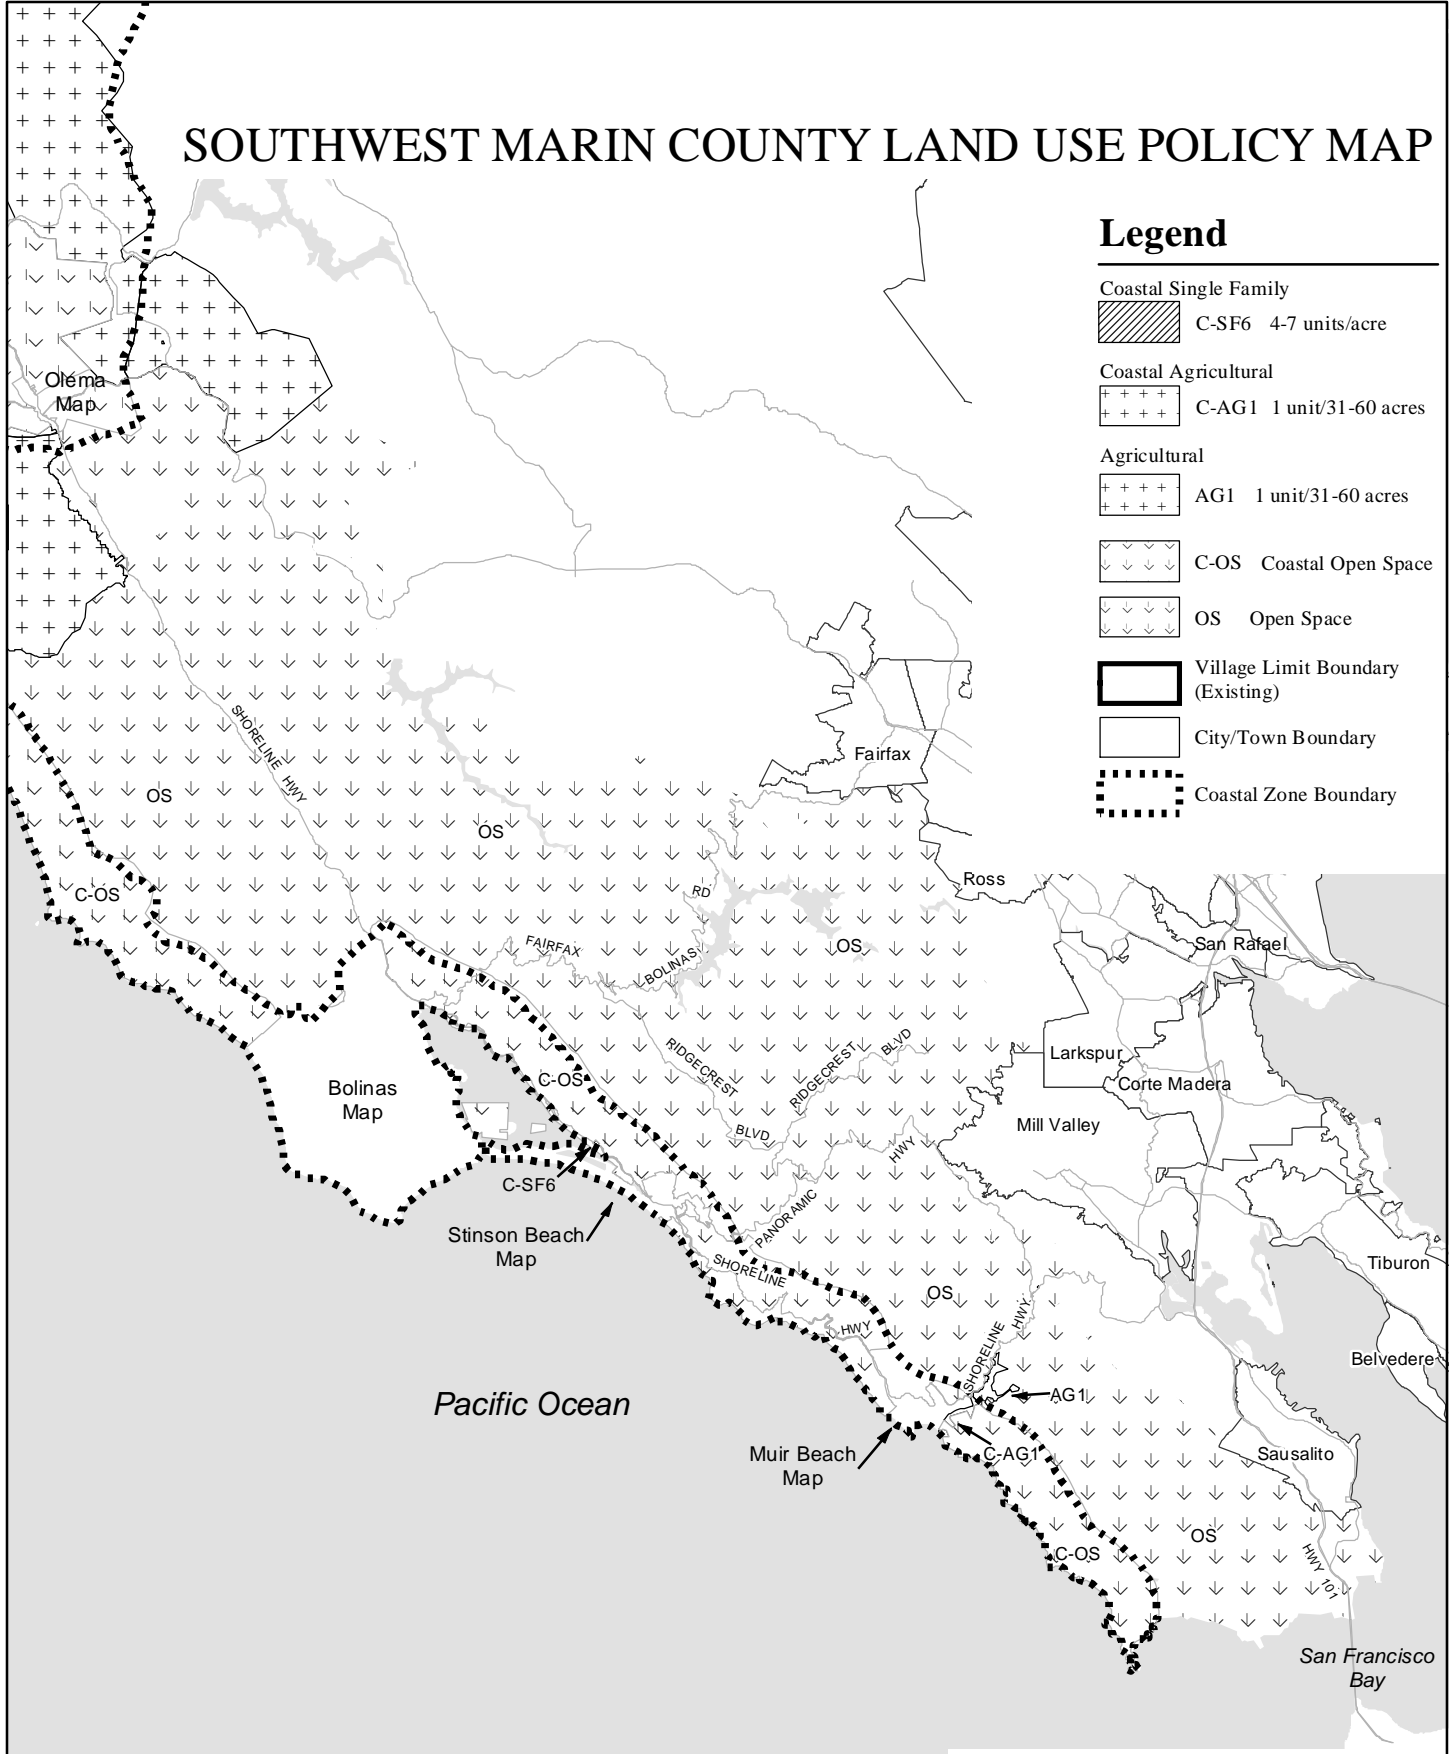 SOUTHWEST MARIN COUNTY LAND USE POLICY MAP
Legend
Coastal Single Family
C-SF6 4-7 units/acre
Coastal Agricultural
C-AG1 1 unit/31-60 acres
Agricultural
AG1 1 unit/31-60 acres
C-OS Coastal Open Space
OS Open Space
Village Limit Boundary
(Existing)
City/Town Boundary
Coastal Zone Boundary
Olema
Map
SHORELINE HWY
Fairfax
OS
OS
C-OS
RD
Ross
FAIRFAX
BOLINAS
OS
San Rafael
RIDGECREST
BLVD
RIDGECREST
BLVD
Larkspur
Corte Madera
Mill Valley
C-OS
Bolinas
Map
HWY
PANORAMIC
C-SF6
Stinson Beach
Map
SHORELINE
HWY
Tiburon
OS
SHORELINE
HWY
Belvedere
AG1
Pacific Ocean
Muir Beach
Map
C-AG1
Sausalito
OS
C-OS
HWY 101
San Francisco
Bay